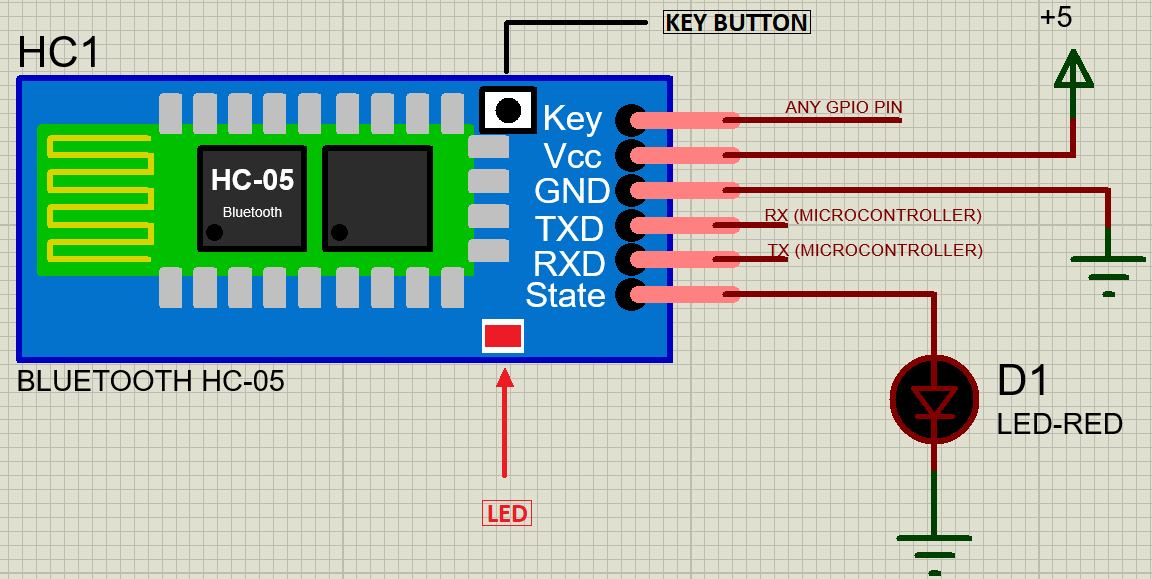 KEY BUTTON
+5
HC1
Key
ANY GPIO PIN
Vcc
GND
HC-05
Bluetooth
TXD
RX (MICROCONTROLLER)
RXD
TX (MICROCONTROLLER)
State
BLUETOOTH HC-05
D1
LED-RED
LED